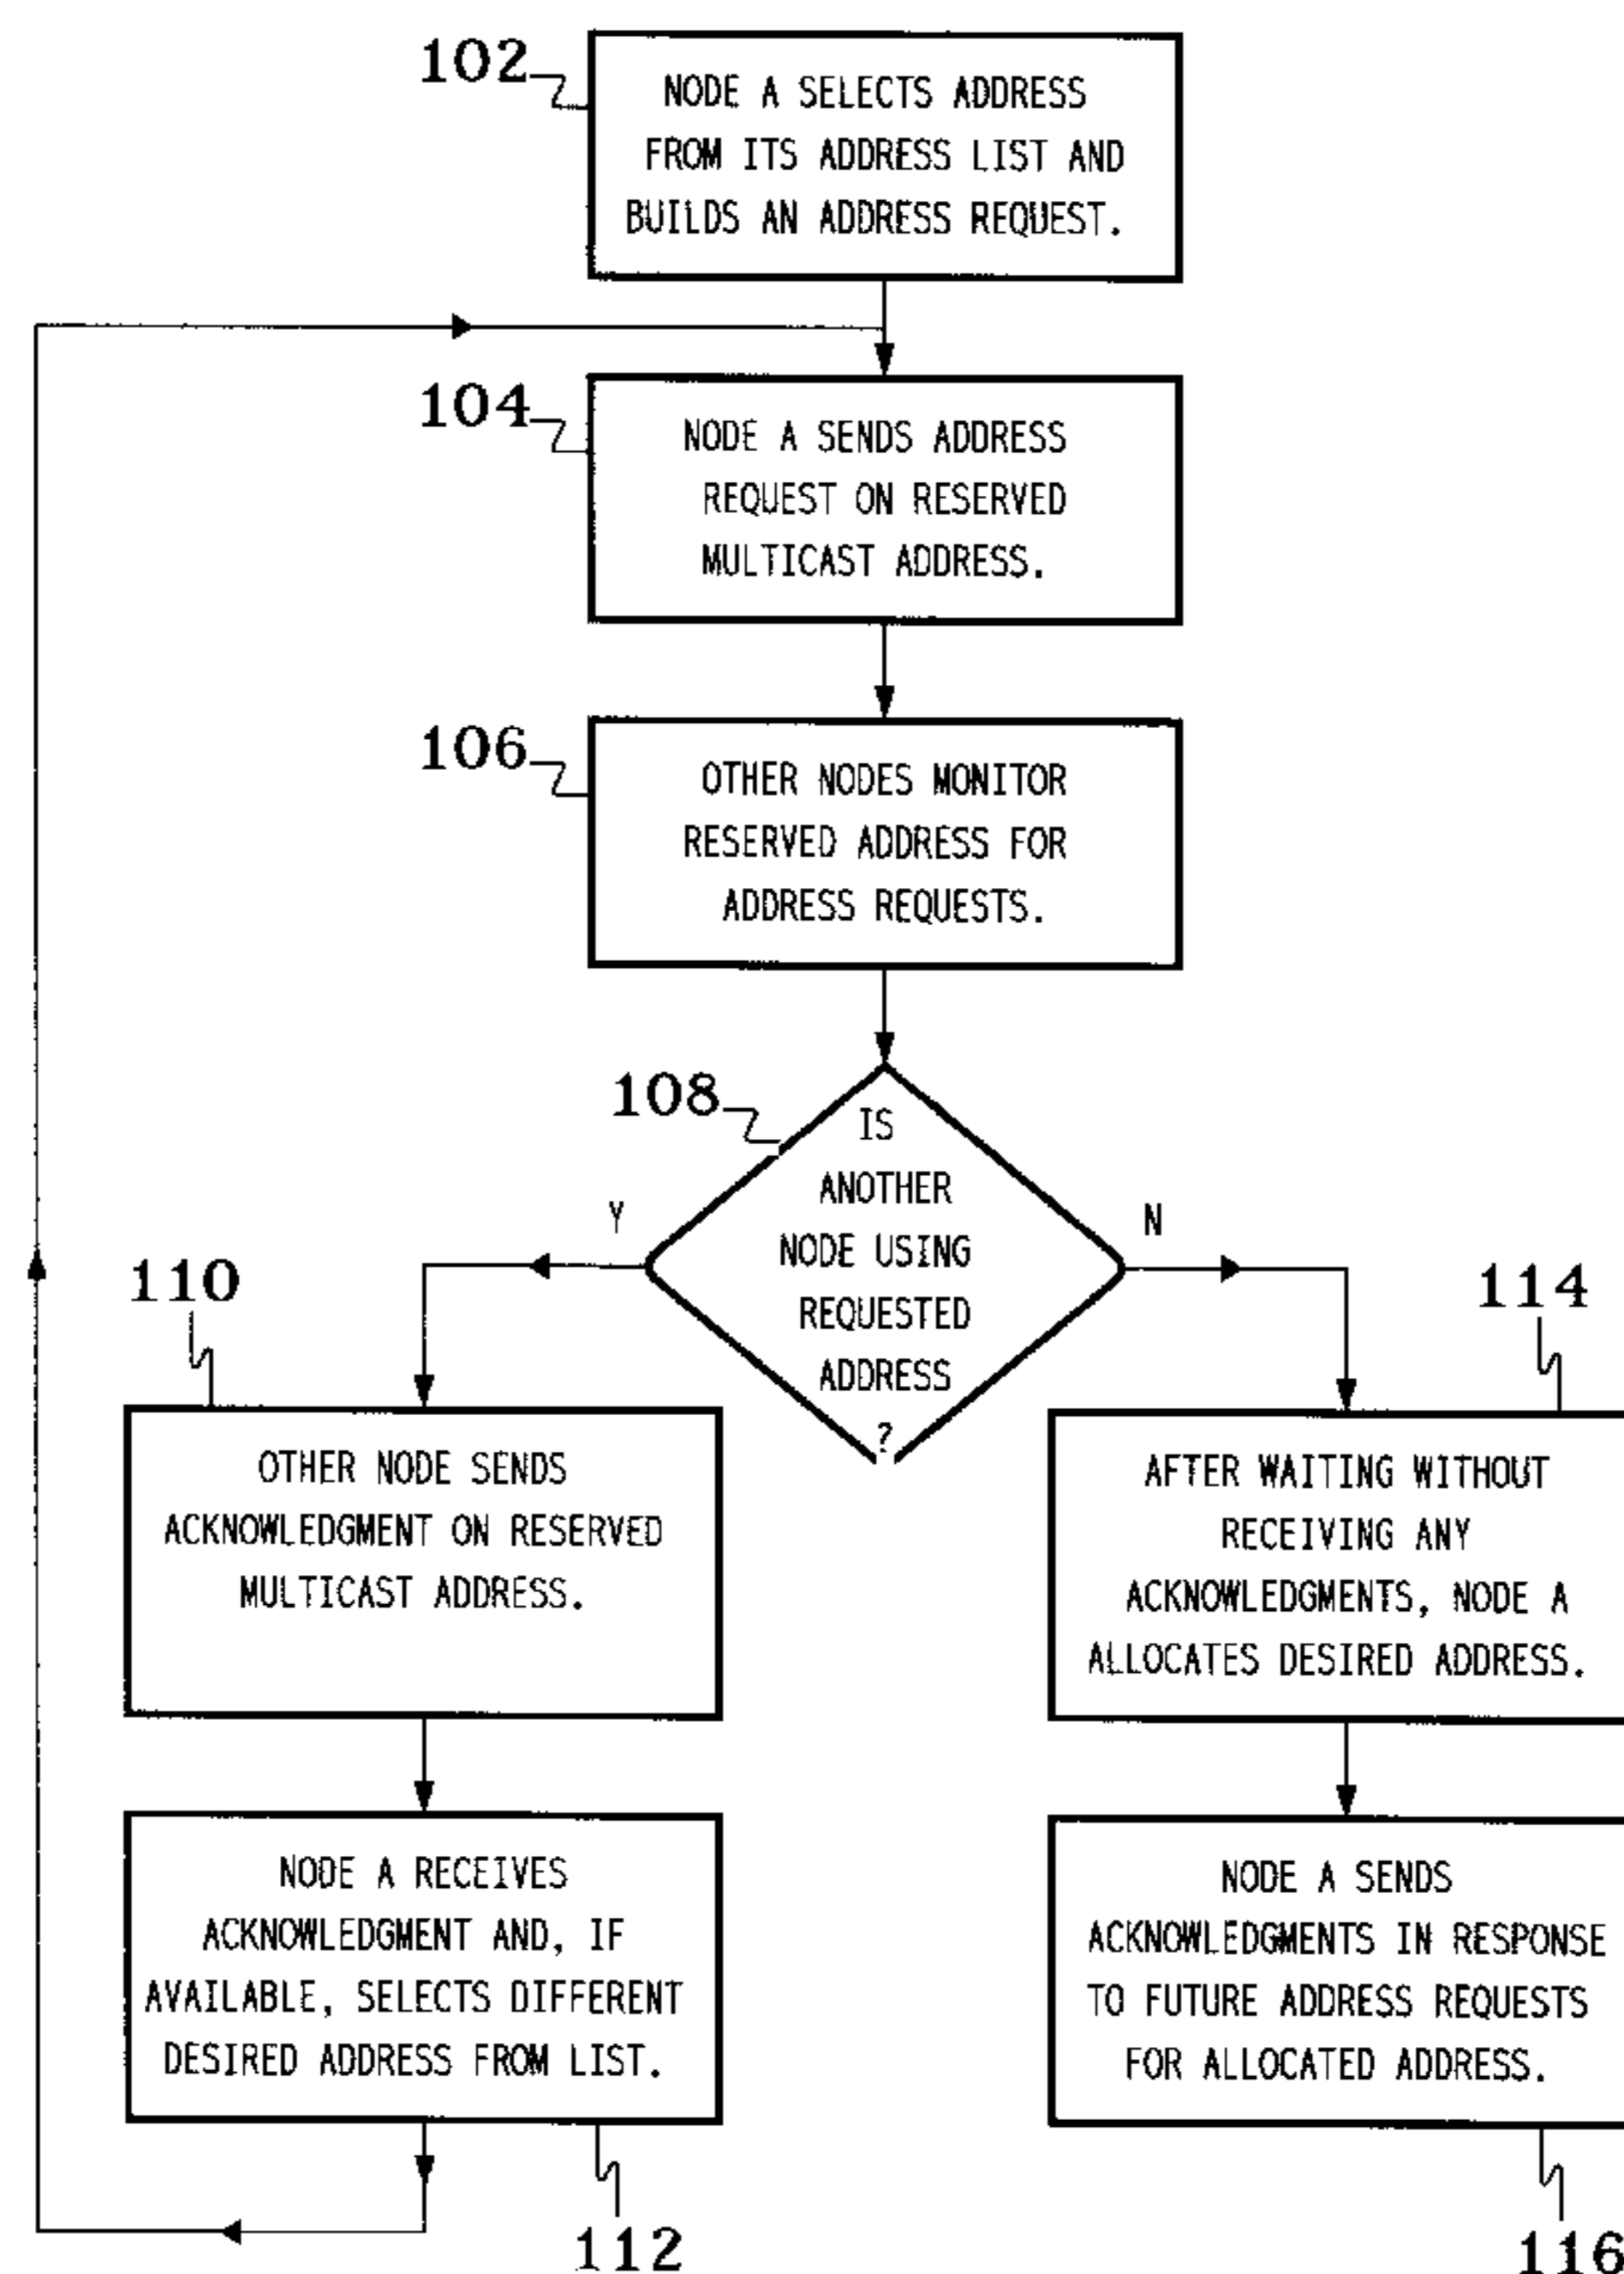 102
NODE A SELECTS ADDRESS
FROM ITS ADDRESS LIST AND
BUILDS AN ADDRESS REQUEST.
104
NODE A SENDS ADDRESS
REQUEST ON RESERVED
MULTICAST ADDRESS.
106
OTHER NODES MONITOR
RESERVED ADDRESS FOR
ADDRESS REQUESTS.
108
IS
ANOTHER
NODE USING
REQUESTED
ADDRESS
?
Y
N
110
OTHER NODE SENDS
ACKNOWLEDGMENT ON RESERVED
MULTICAST ADDRESS.
114
AFTER WAITING WITHOUT
RECEIVING ANY
ACKNOWLEDGMENTS, NODE A
ALLOCATES DESIRED ADDRESS.
NODE A RECEIVES
ACKNOWLEDGMENT AND, IF
AVAILABLE, SELECTS DIFFERENT
DESIRED ADDRESS FROM LIST.
112
NODE A SENDS
ACKNOWLEDGMENTS IN RESPONSE
TO FUTURE ADDRESS REQUESTS
FOR ALLOCATED ADDRESS.
116